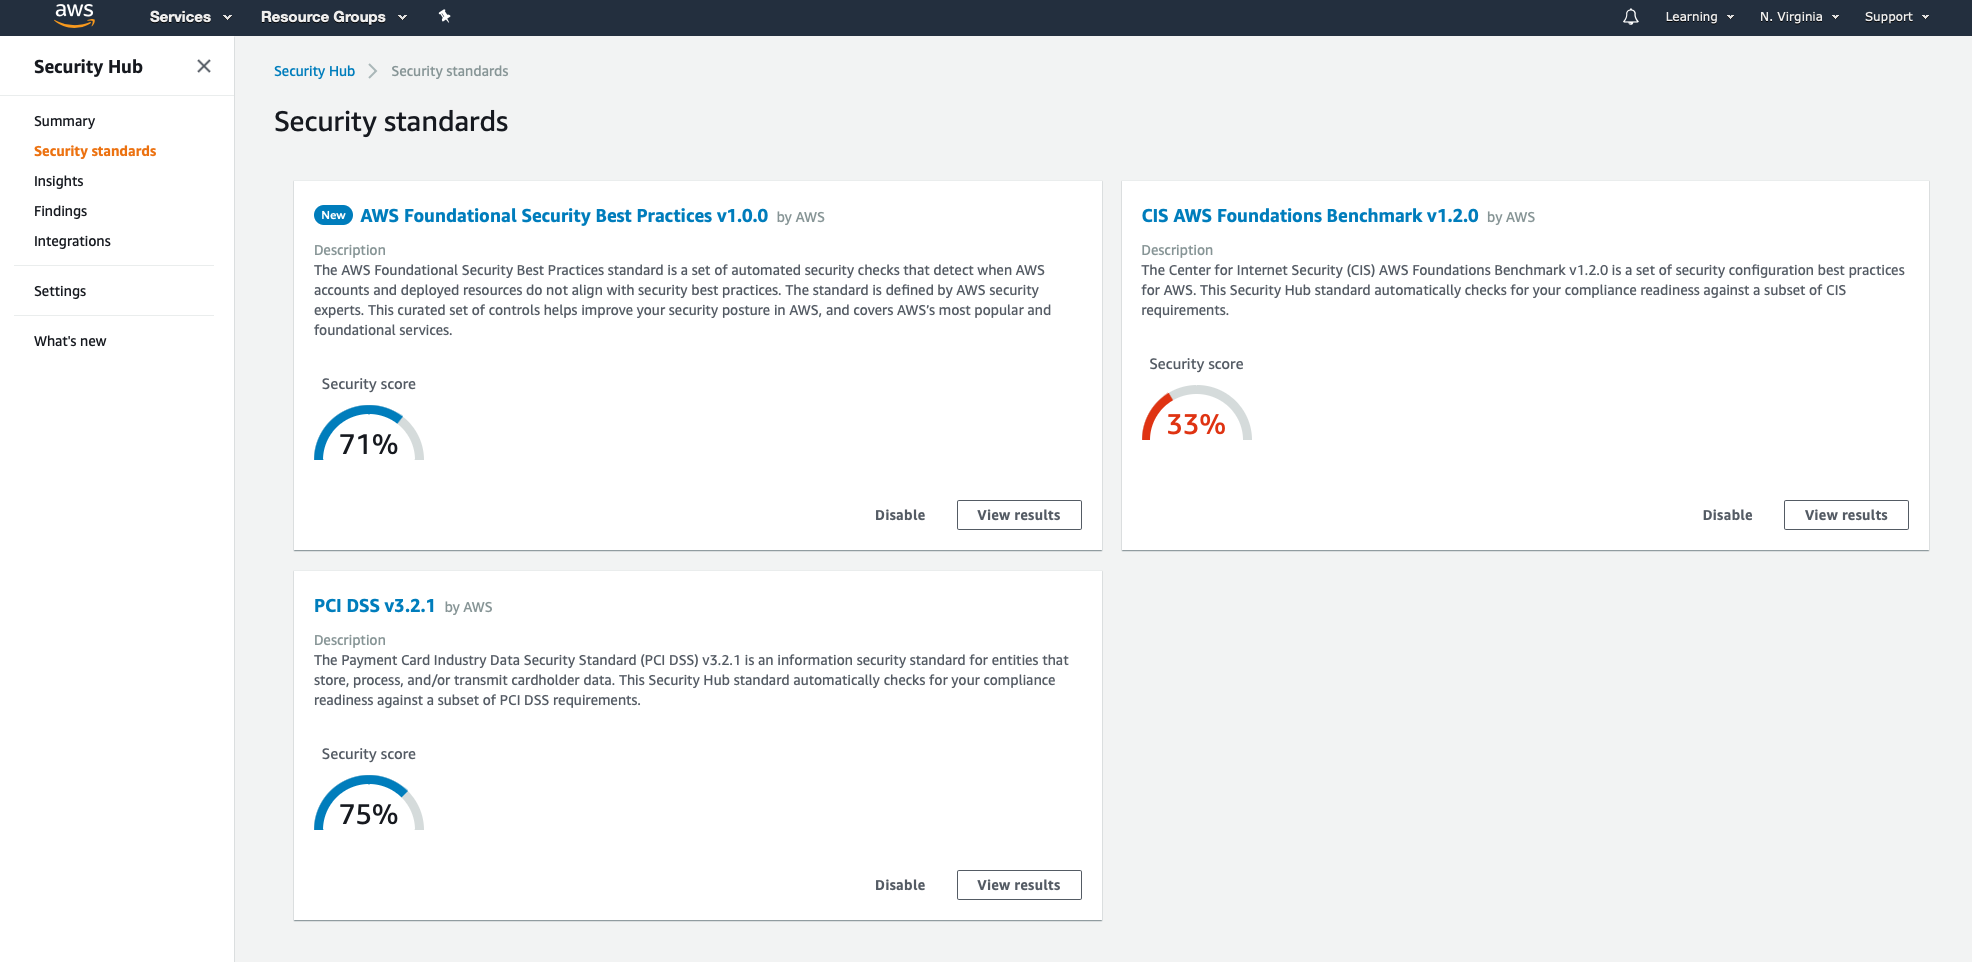 aws
Services
Resource Groups
Learning
N. Virginia
Support
Security Hub
Summary
Security standards
Insights
Findings
Integrations
Settings
What's new
Security Hub
Security standards
Security standards
New AWS Foundational Security Best Practices v1.0.0 by AWS
Description
The AWS Foundational Security Best Practices standard is a set of automated security checks that detect when AWS
accounts and deployed resources do not align with security best practices. The standard is defined by AWS security
experts. This curated set of controls helps improve your security posture in AWS, and covers AWS's most popular and
foundational services.
Security score
71%
Disable
View results
CIS AWS Foundations Benchmark v1.2.0 by AWS
Description
The Center for Internet Security (CIS) AWS Foundations Benchmark v1.2.0 is a set of security configuration best practices
for AWS. This Security Hub standard automatically checks for your compliance readiness against a subset of CIS
requirements.
Security score
33%
Disable
View results
PCI DSS v3.2.1 by AWS
Description
The Payment Card Industry Data Security Standard (PCI DSS) v3.2.1 is an information security standard for entities that
store, process, and/or transmit cardholder data. This Security Hub standard automatically checks for your compliance
readiness against a subset of PCI DSS requirements.
Security score
75%
Disable
View results